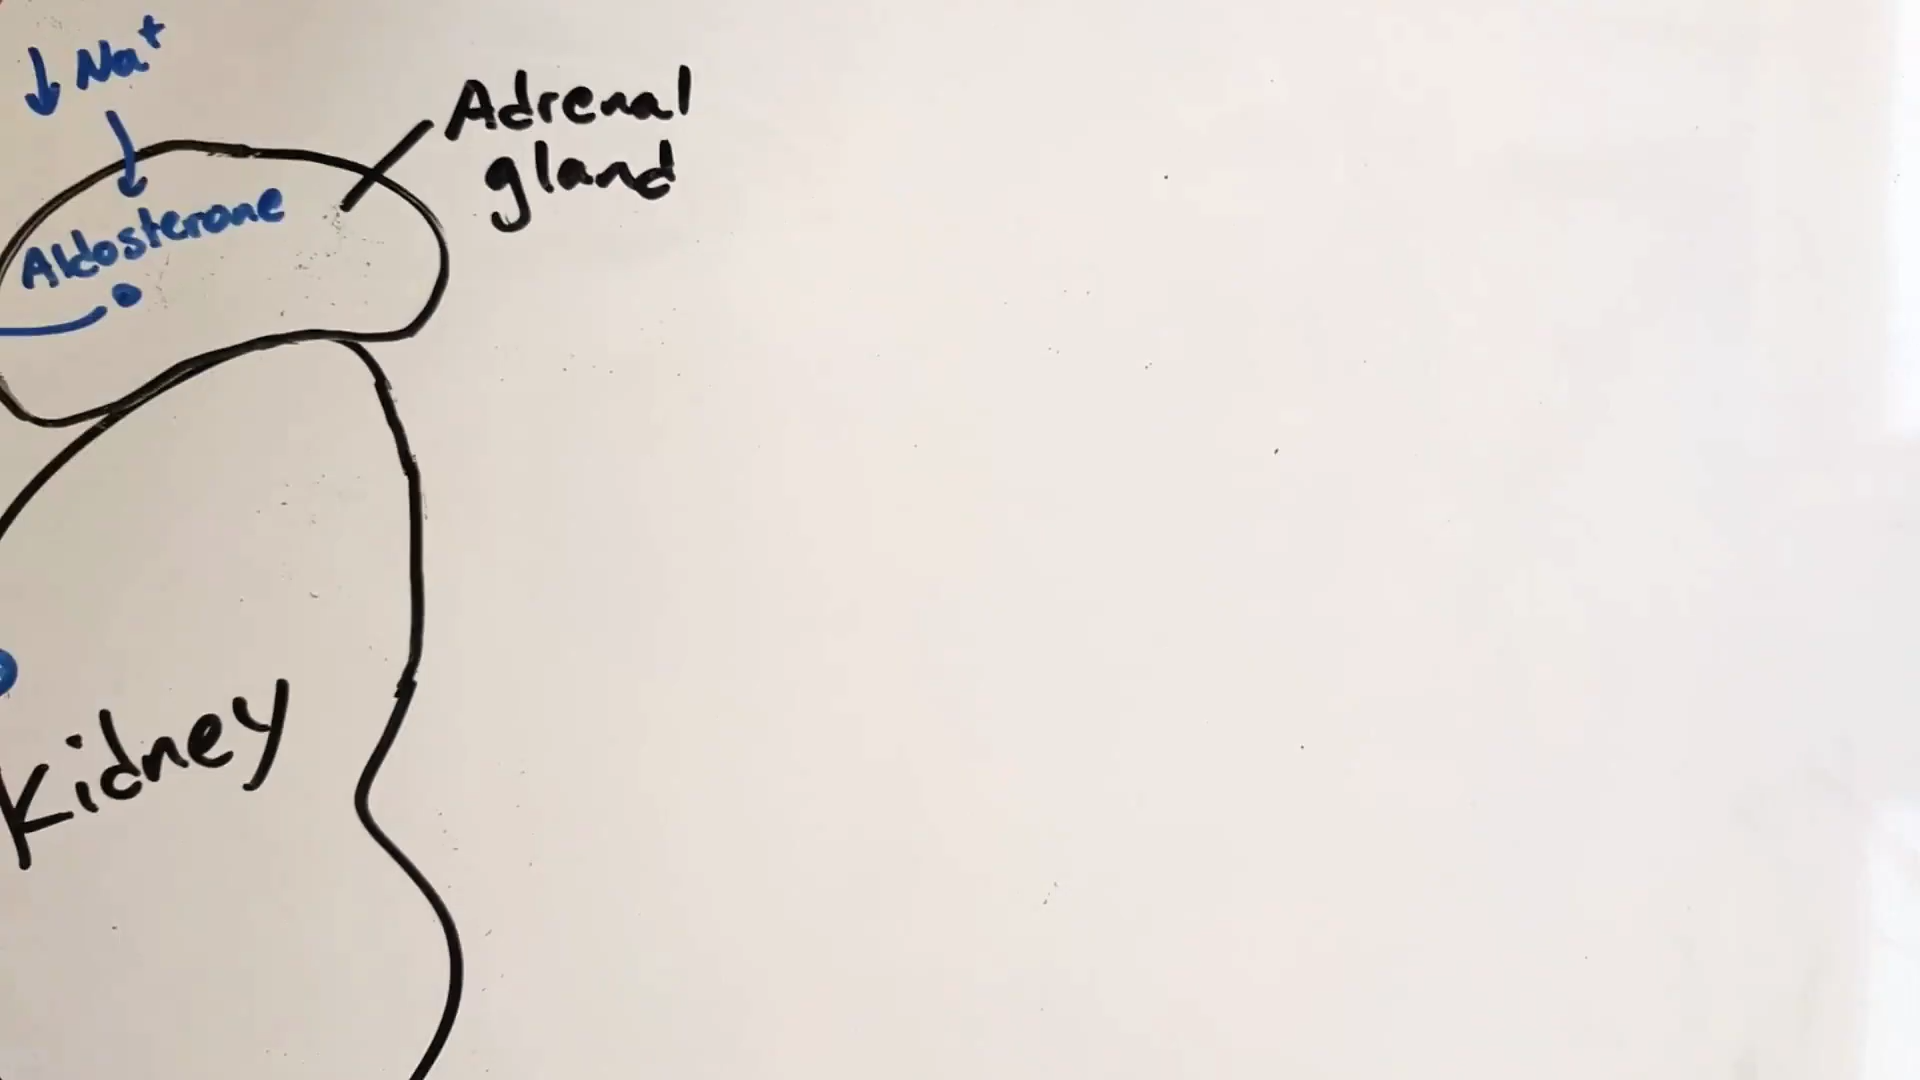 ↓ Na⁺
Adrenal
gland
Aldosterone
Kidney